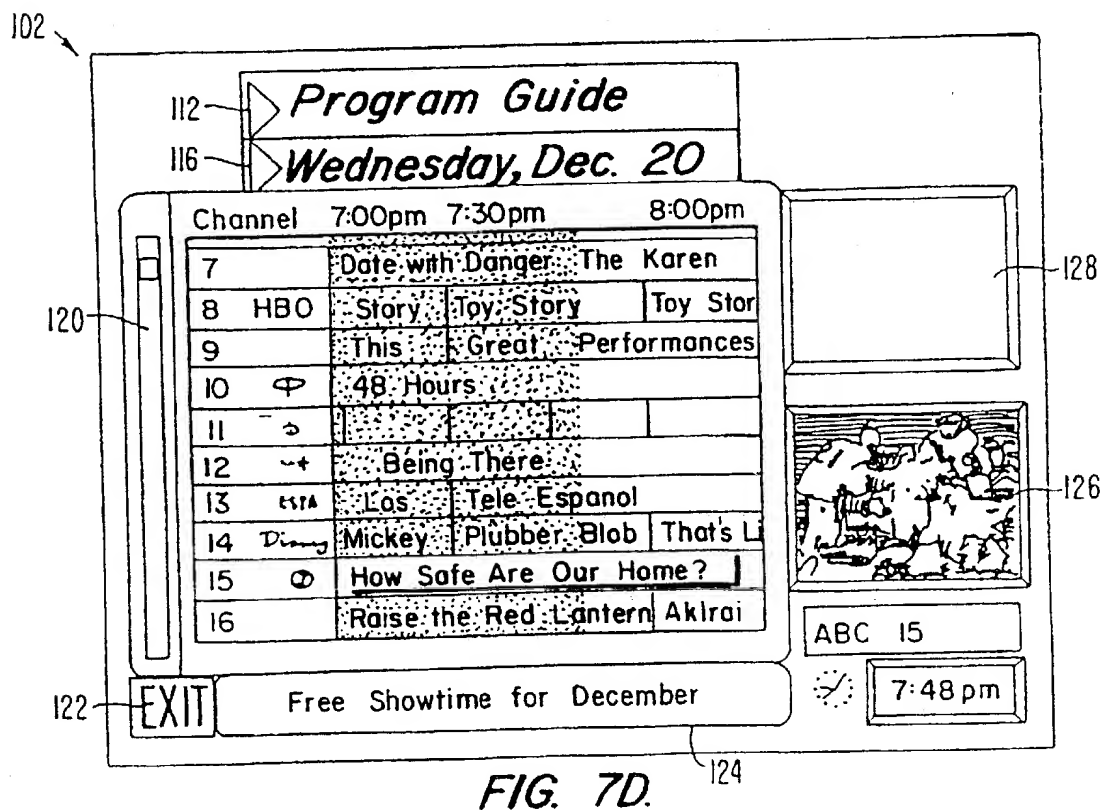 102
112 Program Guide
116 Wednesday, Dec. 20
Channel 7:00pm 7:30pm 8:00pm
7 Date with Danger The Karen
128
8 HBO Story Toy Story Toy Stor
120
9 This Great Performances
10 48 Hours
11
12 Being There
13 Los Tele Espanol
126
14 Mickey Plubber Blob That's Li
15 How Safe Are Our Home?
16 Raise the Red Lantern Aklrai
ABC 15
122 EXIT Free Showtime for December 7:48 pm
124
FIG. 7D.